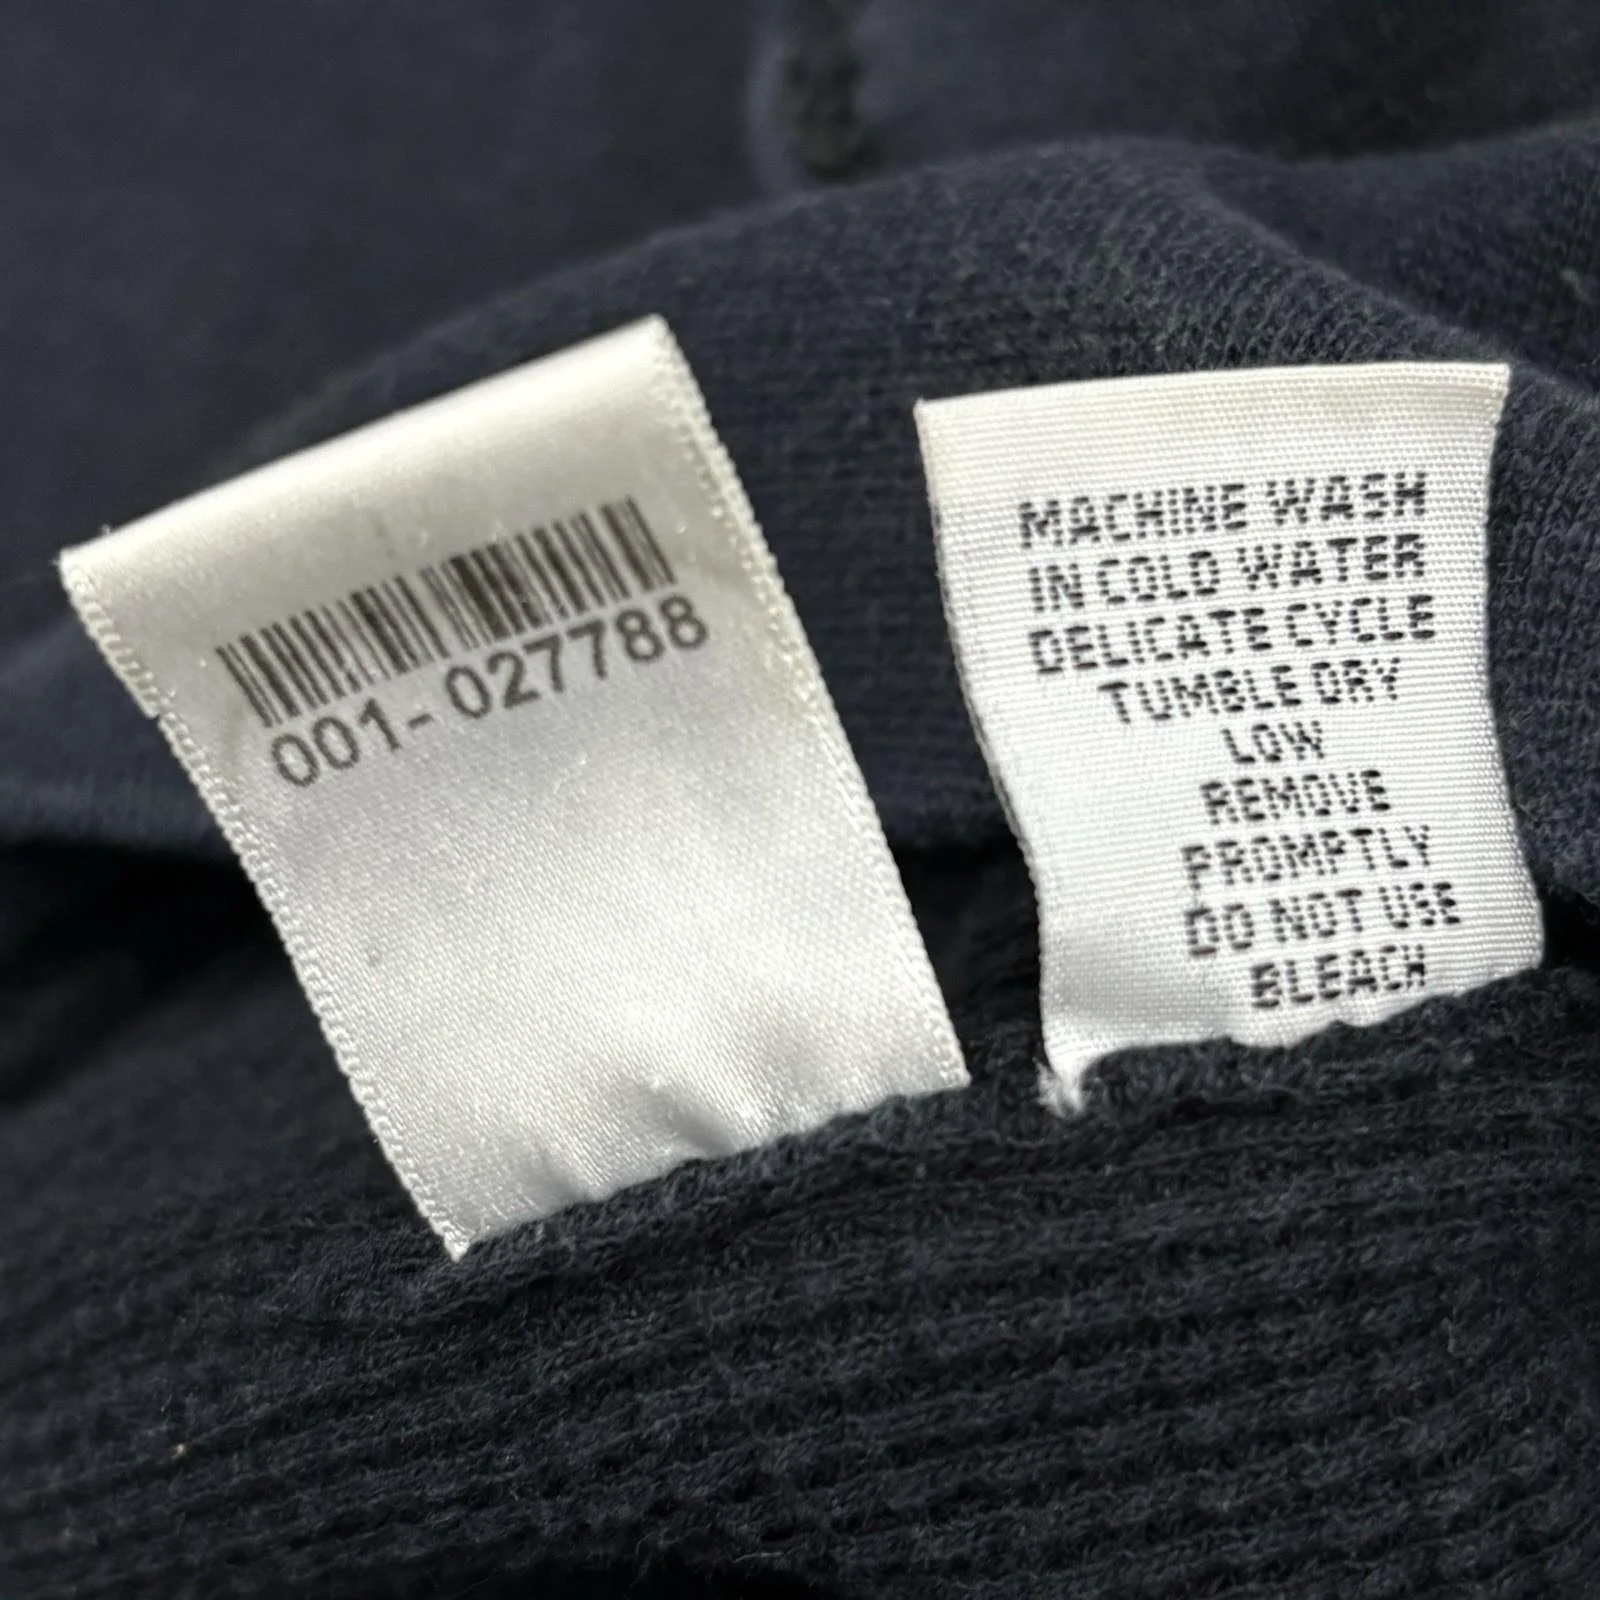 001-027788
MACHINE WASH
IN COLD WATER
DELICATE CYCLE
TUMBLE DRY
LOW
REMOVE
PROMPTLY
DO NOT USE
BLEACH